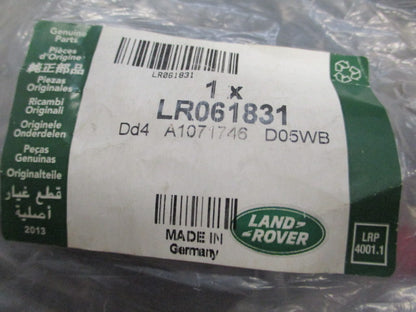 Genuine
Parts
Pièces
d'Origine
純正部品
Piezas
Originales
Ricambi
Originali
Originele
Onderdelen
Peças
Genuinas
Originalteile
قطع غيار
أصلية
2013
LR061831
1 x
LR061831
Dd4 A1071746 D05WB
MADE IN
Germany
LAND-
-ROVER
LRP
4001.1